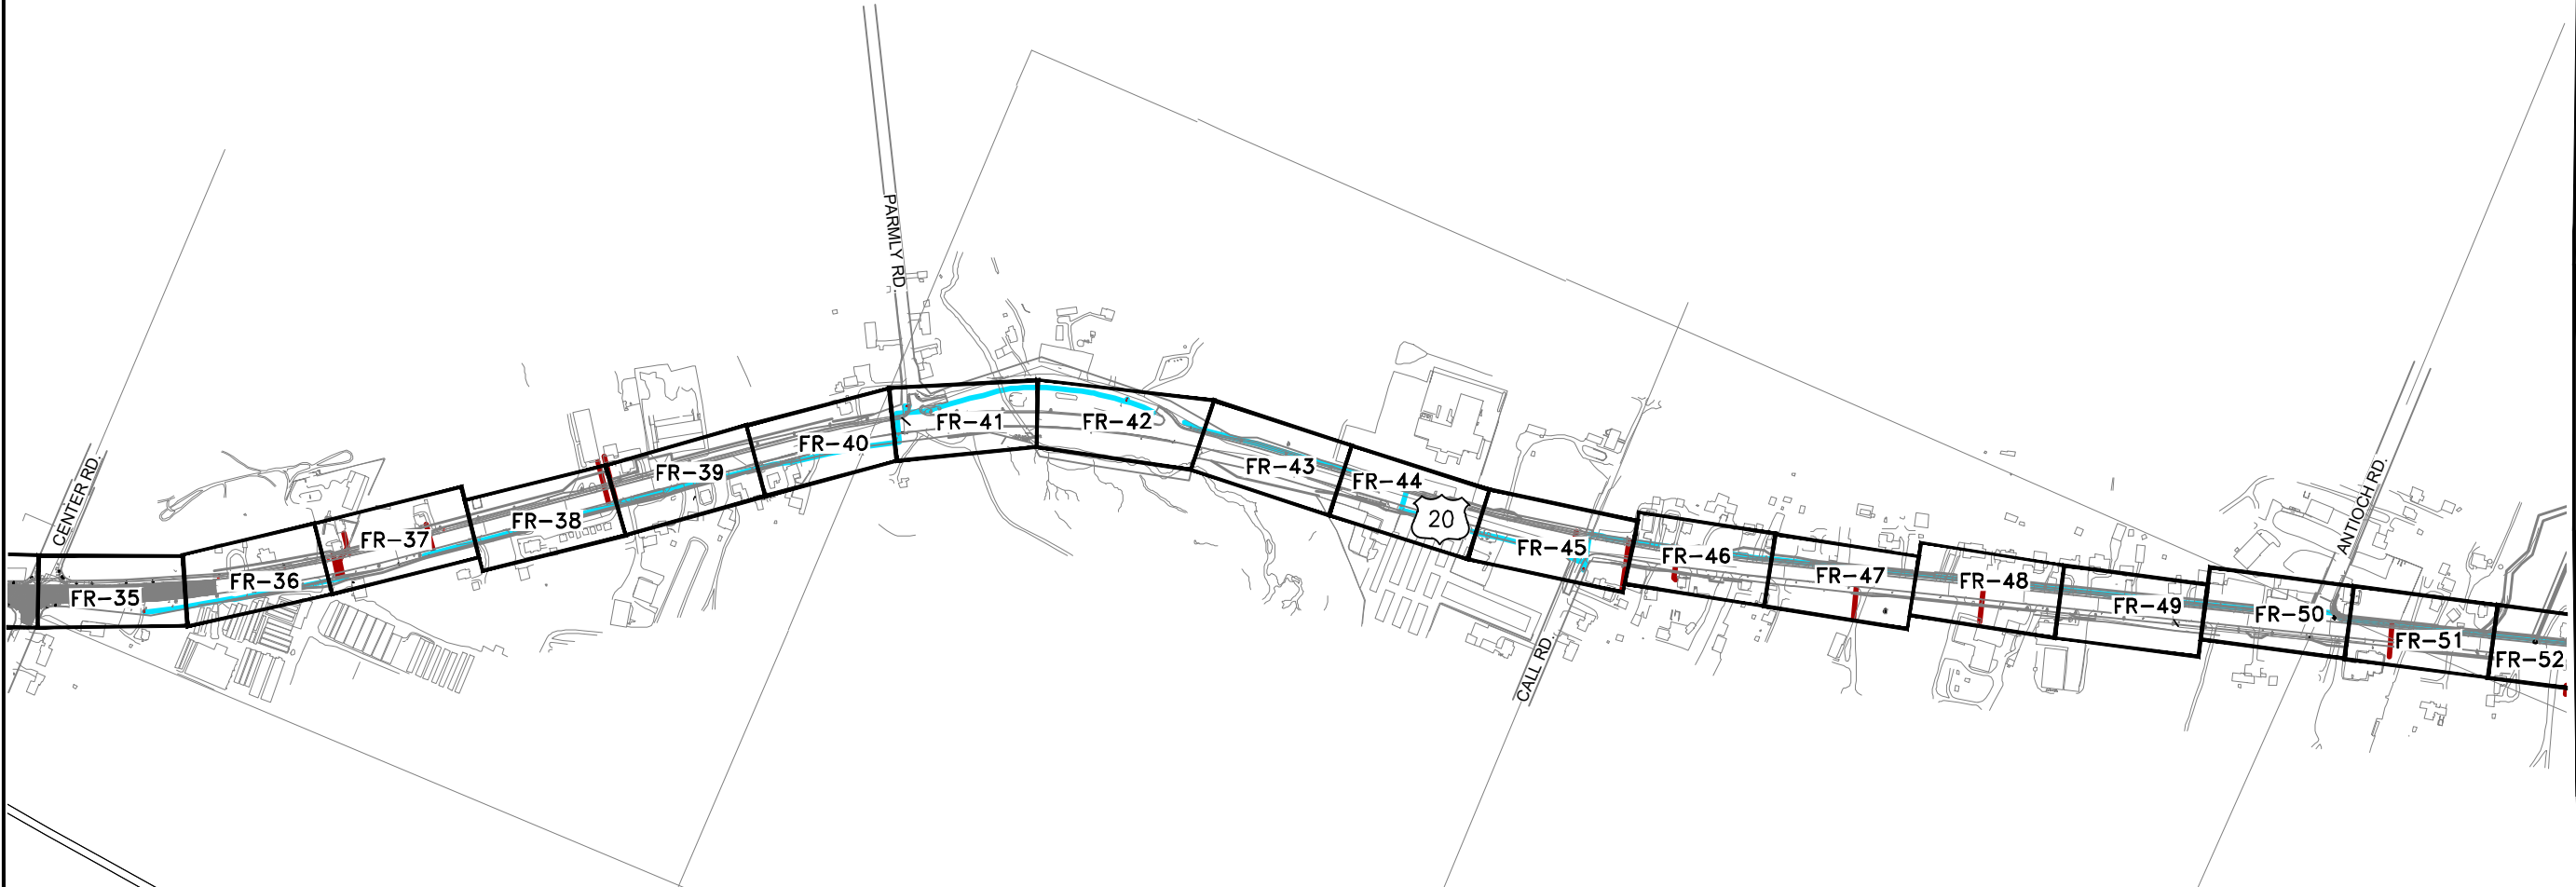 CENTER RD.
PARMLY RD.
CALL RD.
ANTIOCH RD.
FR-35
FR-36
FR-37
FR-38
FR-39
FR-40
FR-41
FR-42
FR-43
FR-44
20
FR-45
FR-46
FR-47
FR-48
FR-49
FR-50
FR-51
FR-52